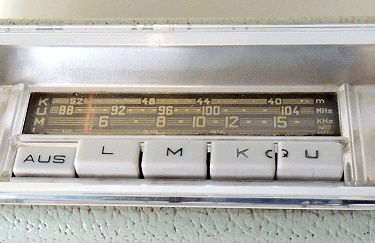 K 52 48 44 40 m
U 88 92 96 100 104 MHz
M 6 8 10 12 15 KHz
AUS L M K U